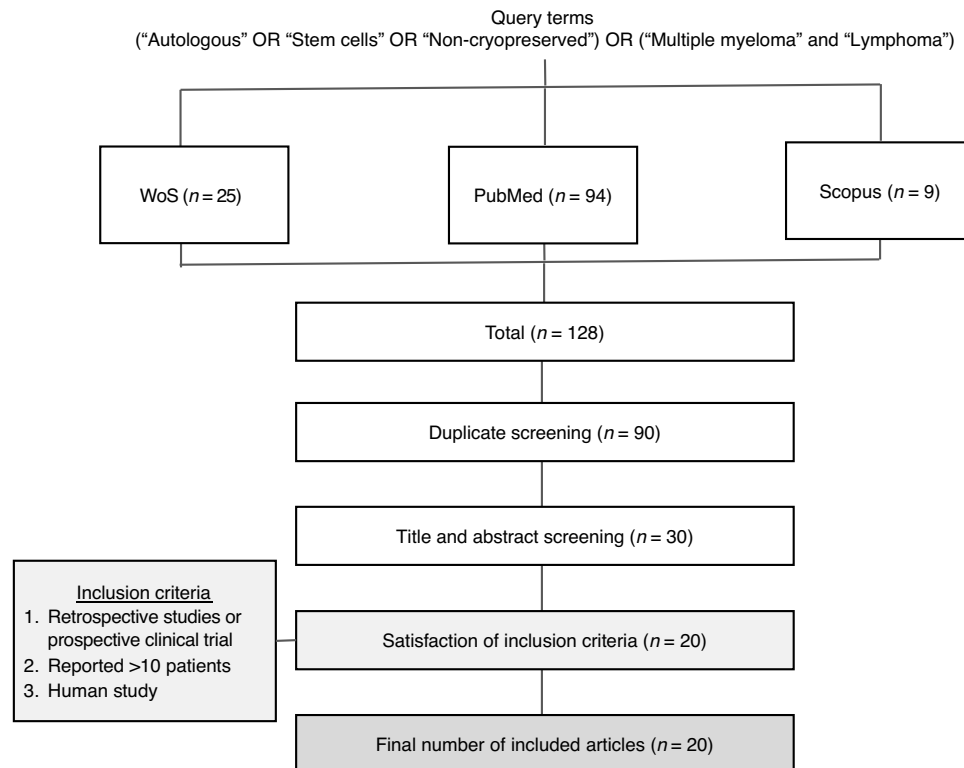 Query terms
(“Autologous” OR “Stem cells” OR “Non-cryopreserved”) OR (“Multiple myeloma” and “Lymphoma”)
WoS (n = 25)
PubMed (n = 94)
Scopus (n = 9)
Total (n = 128)
Duplicate screening (n = 90)
Title and abstract screening (n = 30)
Inclusion criteria
1. Retrospective studies or
prospective clinical trial
2. Reported >10 patients
3. Human study
Satisfaction of inclusion criteria (n = 20)
Final number of included articles (n = 20)